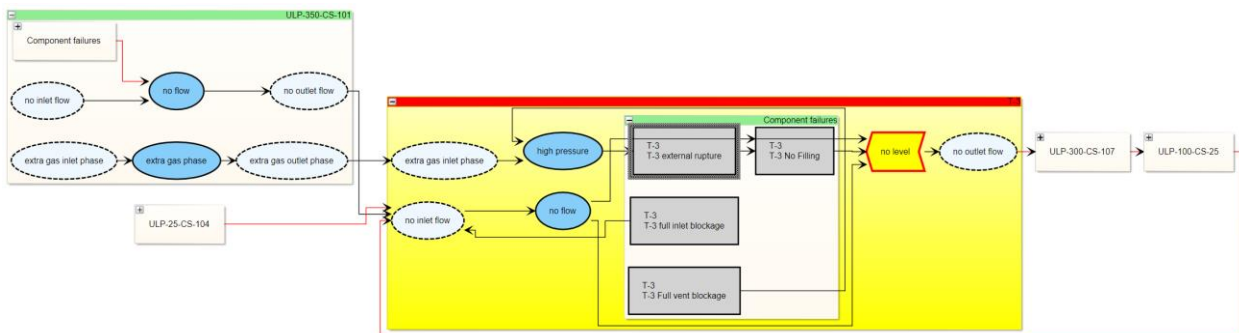 ULP-350-CS-101
Component failures
no inlet flow
no flow
no outlet flow
extra gas inlet phase
extra gas phase
extra gas outlet phase
ULP-25-CS-104
T-3
extra gas inlet phase
high pressure
no inlet flow
no flow
Component failures
T-3
T-3 external rupture
T-3
T-3 No Filling
T-3
T-3 full inlet blockage
T-3
T-3 Full vent blockage
no level
no outlet flow
ULP-300-CS-107
ULP-100-CS-25